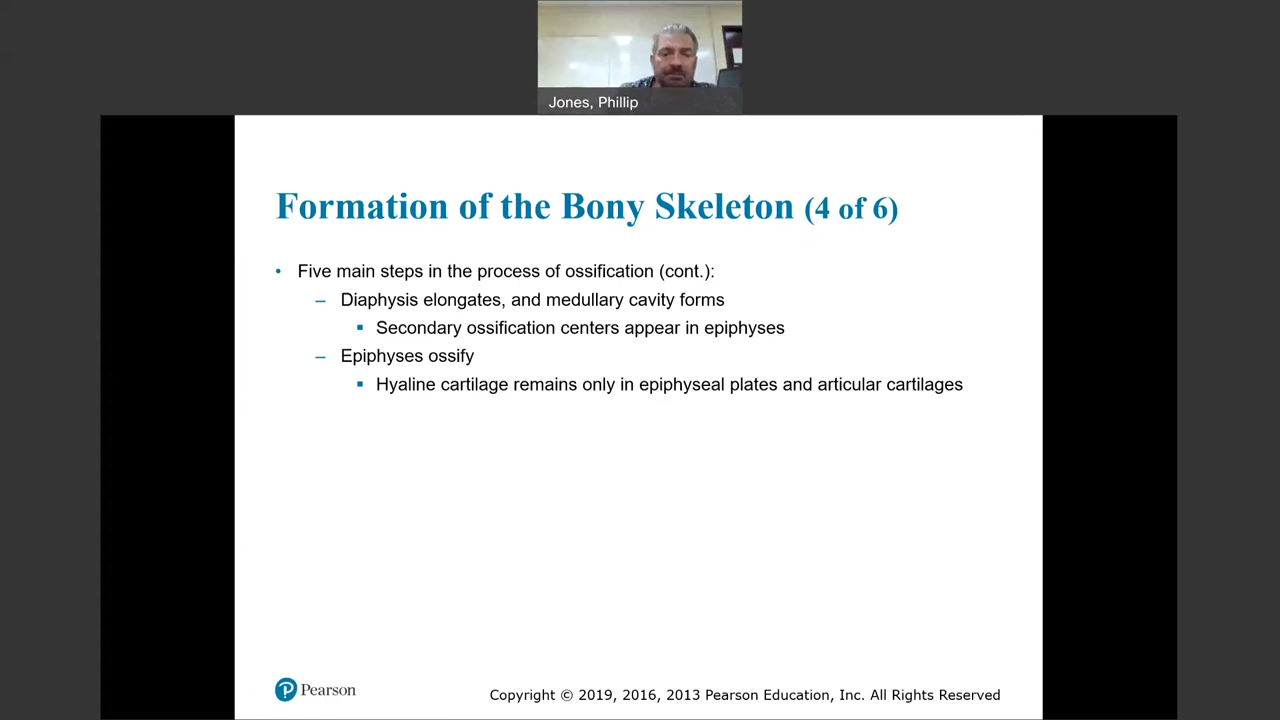 Jones, Phillip
Formation of the Bony Skeleton (4 of 6)
• Five main steps in the process of ossification (cont.):
– Diaphysis elongates, and medullary cavity forms
▪ Secondary ossification centers appear in epiphyses
– Epiphyses ossify
▪ Hyaline cartilage remains only in epiphyseal plates and articular cartilages
P Pearson
Copyright © 2019, 2016, 2013 Pearson Education, Inc. All Rights Reserved